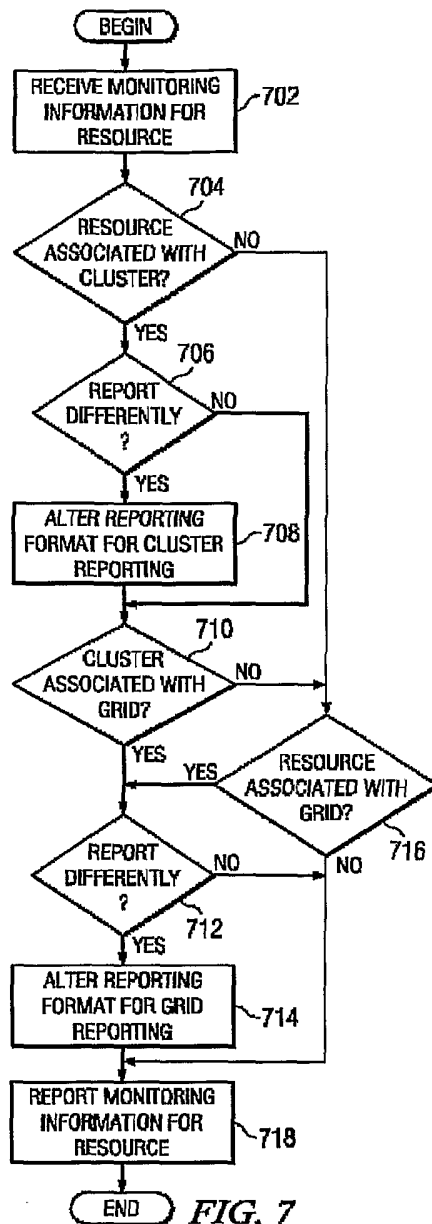 BEGIN
RECEIVE MONITORING
INFORMATION FOR
RESOURCE
702
704
RESOURCE
ASSOCIATED WITH
CLUSTER?
NO
YES
706
REPORT
DIFFERENTLY
?
NO
YES
ALTER REPORTING
FORMAT FOR CLUSTER
REPORTING
708
710
CLUSTER
ASSOCIATED WITH
GRID?
NO
YES
YES
RESOURCE
ASSOCIATED WITH
GRID?
716
NO
REPORT
DIFFERENTLY
?
NO
712
YES
ALTER REPORTING
FORMAT FOR GRID
REPORTING
714
REPORT MONITORING
INFORMATION FOR
RESOURCE
718
END
FIG. 7